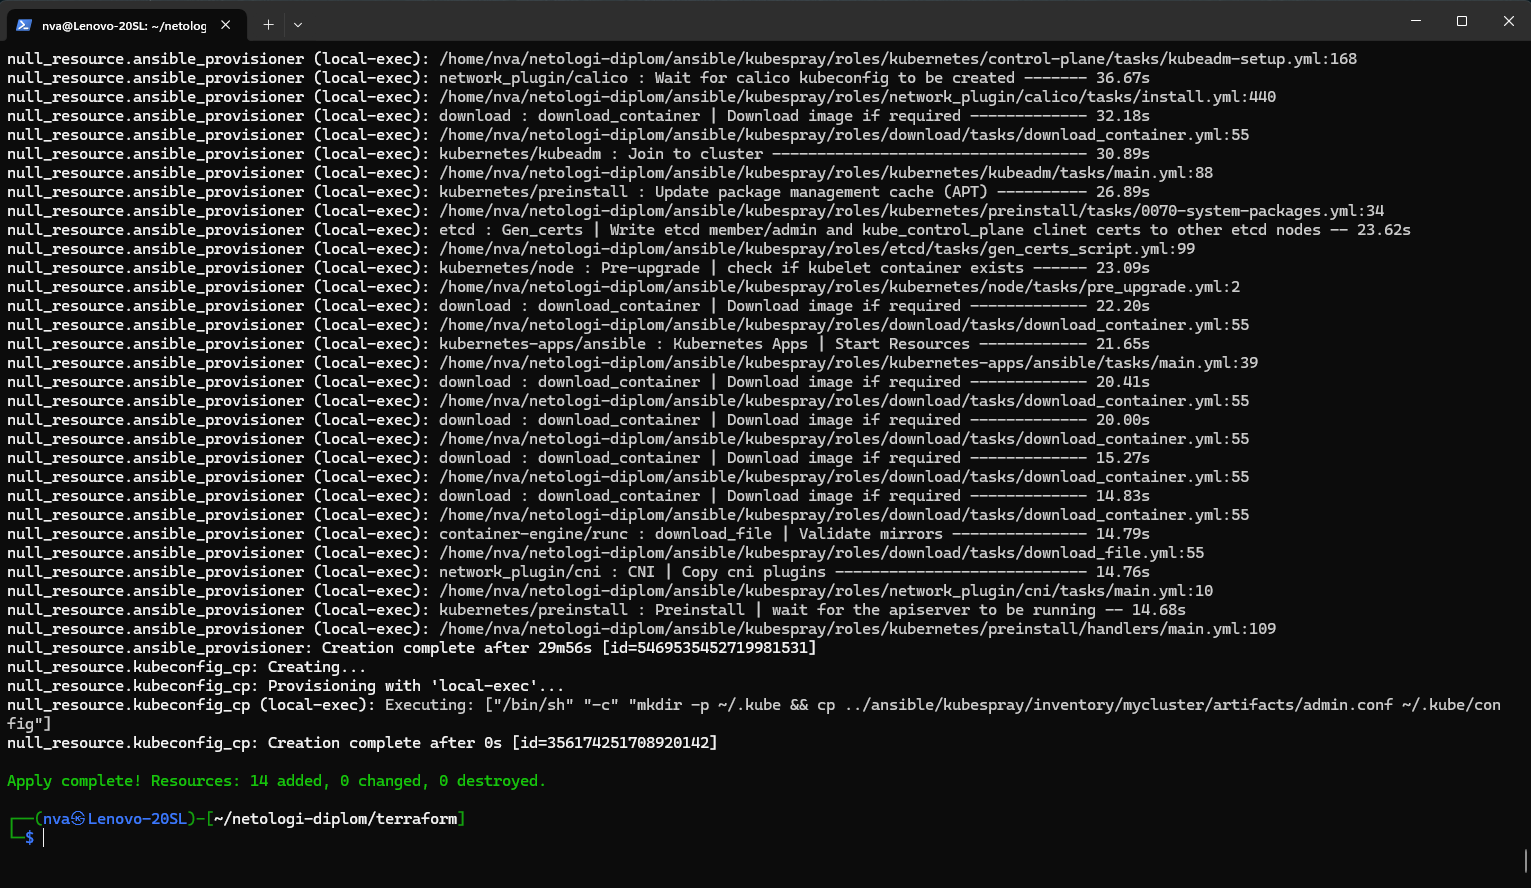 nva@Lenovo-20SL: ~/netolog
null_resource.ansible_provisioner (local-exec): /home/nva/netologi-diplom/ansible/kubespray/roles/kubernetes/control-plane/tasks/kubeadm-setup.yml:168
null_resource.ansible_provisioner (local-exec): network_plugin/calico : Wait for calico kubeconfig to be created ------- 36.67s
null_resource.ansible_provisioner (local-exec): /home/nva/netologi-diplom/ansible/kubespray/roles/network_plugin/calico/tasks/install.yml:440
null_resource.ansible_provisioner (local-exec): download : download_container | Download image if required ------------- 32.18s
null_resource.ansible_provisioner (local-exec): /home/nva/netologi-diplom/ansible/kubespray/roles/download/tasks/download_container.yml:55
null_resource.ansible_provisioner (local-exec): kubernetes/kubeadm : Join to cluster ----------------------------------- 30.89s
null_resource.ansible_provisioner (local-exec): /home/nva/netologi-diplom/ansible/kubespray/roles/kubernetes/kubeadm/tasks/main.yml:88
null_resource.ansible_provisioner (local-exec): kubernetes/preinstall : Update package management cache (APT) ---------- 26.89s
null_resource.ansible_provisioner (local-exec): /home/nva/netologi-diplom/ansible/kubespray/roles/kubernetes/preinstall/tasks/0070-system-packages.yml:34
null_resource.ansible_provisioner (local-exec): etcd : Gen_certs | Write etcd member/admin and kube_control_plane clinet certs to other etcd nodes -- 23.62s
null_resource.ansible_provisioner (local-exec): /home/nva/netologi-diplom/ansible/kubespray/roles/etcd/tasks/gen_certs_script.yml:99
null_resource.ansible_provisioner (local-exec): kubernetes/node : Pre-upgrade | check if kubelet container exists ------ 23.09s
null_resource.ansible_provisioner (local-exec): /home/nva/netologi-diplom/ansible/kubespray/roles/kubernetes/node/tasks/pre_upgrade.yml:2
null_resource.ansible_provisioner (local-exec): download : download_container | Download image if required ------------- 22.20s
null_resource.ansible_provisioner (local-exec): /home/nva/netologi-diplom/ansible/kubespray/roles/download/tasks/download_container.yml:55
null_resource.ansible_provisioner (local-exec): kubernetes-apps/ansible : Kubernetes Apps | Start Resources ------------ 21.65s
null_resource.ansible_provisioner (local-exec): /home/nva/netologi-diplom/ansible/kubespray/roles/kubernetes-apps/ansible/tasks/main.yml:39
null_resource.ansible_provisioner (local-exec): download : download_container | Download image if required ------------- 20.41s
null_resource.ansible_provisioner (local-exec): /home/nva/netologi-diplom/ansible/kubespray/roles/download/tasks/download_container.yml:55
null_resource.ansible_provisioner (local-exec): download : download_container | Download image if required ------------- 20.00s
null_resource.ansible_provisioner (local-exec): /home/nva/netologi-diplom/ansible/kubespray/roles/download/tasks/download_container.yml:55
null_resource.ansible_provisioner (local-exec): download : download_container | Download image if required ------------- 15.27s
null_resource.ansible_provisioner (local-exec): /home/nva/netologi-diplom/ansible/kubespray/roles/download/tasks/download_container.yml:55
null_resource.ansible_provisioner (local-exec): download : download_container | Download image if required ------------- 14.83s
null_resource.ansible_provisioner (local-exec): /home/nva/netologi-diplom/ansible/kubespray/roles/download/tasks/download_container.yml:55
null_resource.ansible_provisioner (local-exec): container-engine/runc : download_file | Validate mirrors --------------- 14.79s
null_resource.ansible_provisioner (local-exec): /home/nva/netologi-diplom/ansible/kubespray/roles/download/tasks/download_file.yml:55
null_resource.ansible_provisioner (local-exec): network_plugin/cni : CNI | Copy cni plugins ---------------------------- 14.76s
null_resource.ansible_provisioner (local-exec): /home/nva/netologi-diplom/ansible/kubespray/roles/network_plugin/cni/tasks/main.yml:10
null_resource.ansible_provisioner (local-exec): kubernetes/preinstall : Preinstall | wait for the apiserver to be running -- 14.68s
null_resource.ansible_provisioner (local-exec): /home/nva/netologi-diplom/ansible/kubespray/roles/kubernetes/preinstall/handlers/main.yml:109
null_resource.ansible_provisioner: Creation complete after 29m56s [id=5469535452719981531]
null_resource.kubeconfig_cp: Creating...
null_resource.kubeconfig_cp: Provisioning with 'local-exec'...
null_resource.kubeconfig_cp (local-exec): Executing: ["/bin/sh" "-c" "mkdir -p ~/.kube && cp ../ansible/kubespray/inventory/mycluster/artifacts/admin.conf ~/.kube/con
fig"]
null_resource.kubeconfig_cp: Creation complete after 0s [id=356174251708920142]
Apply complete! Resources: 14 added, 0 changed, 0 destroyed.
┌──(nva㉿Lenovo-20SL)-[~/netologi-diplom/terraform]
└─$